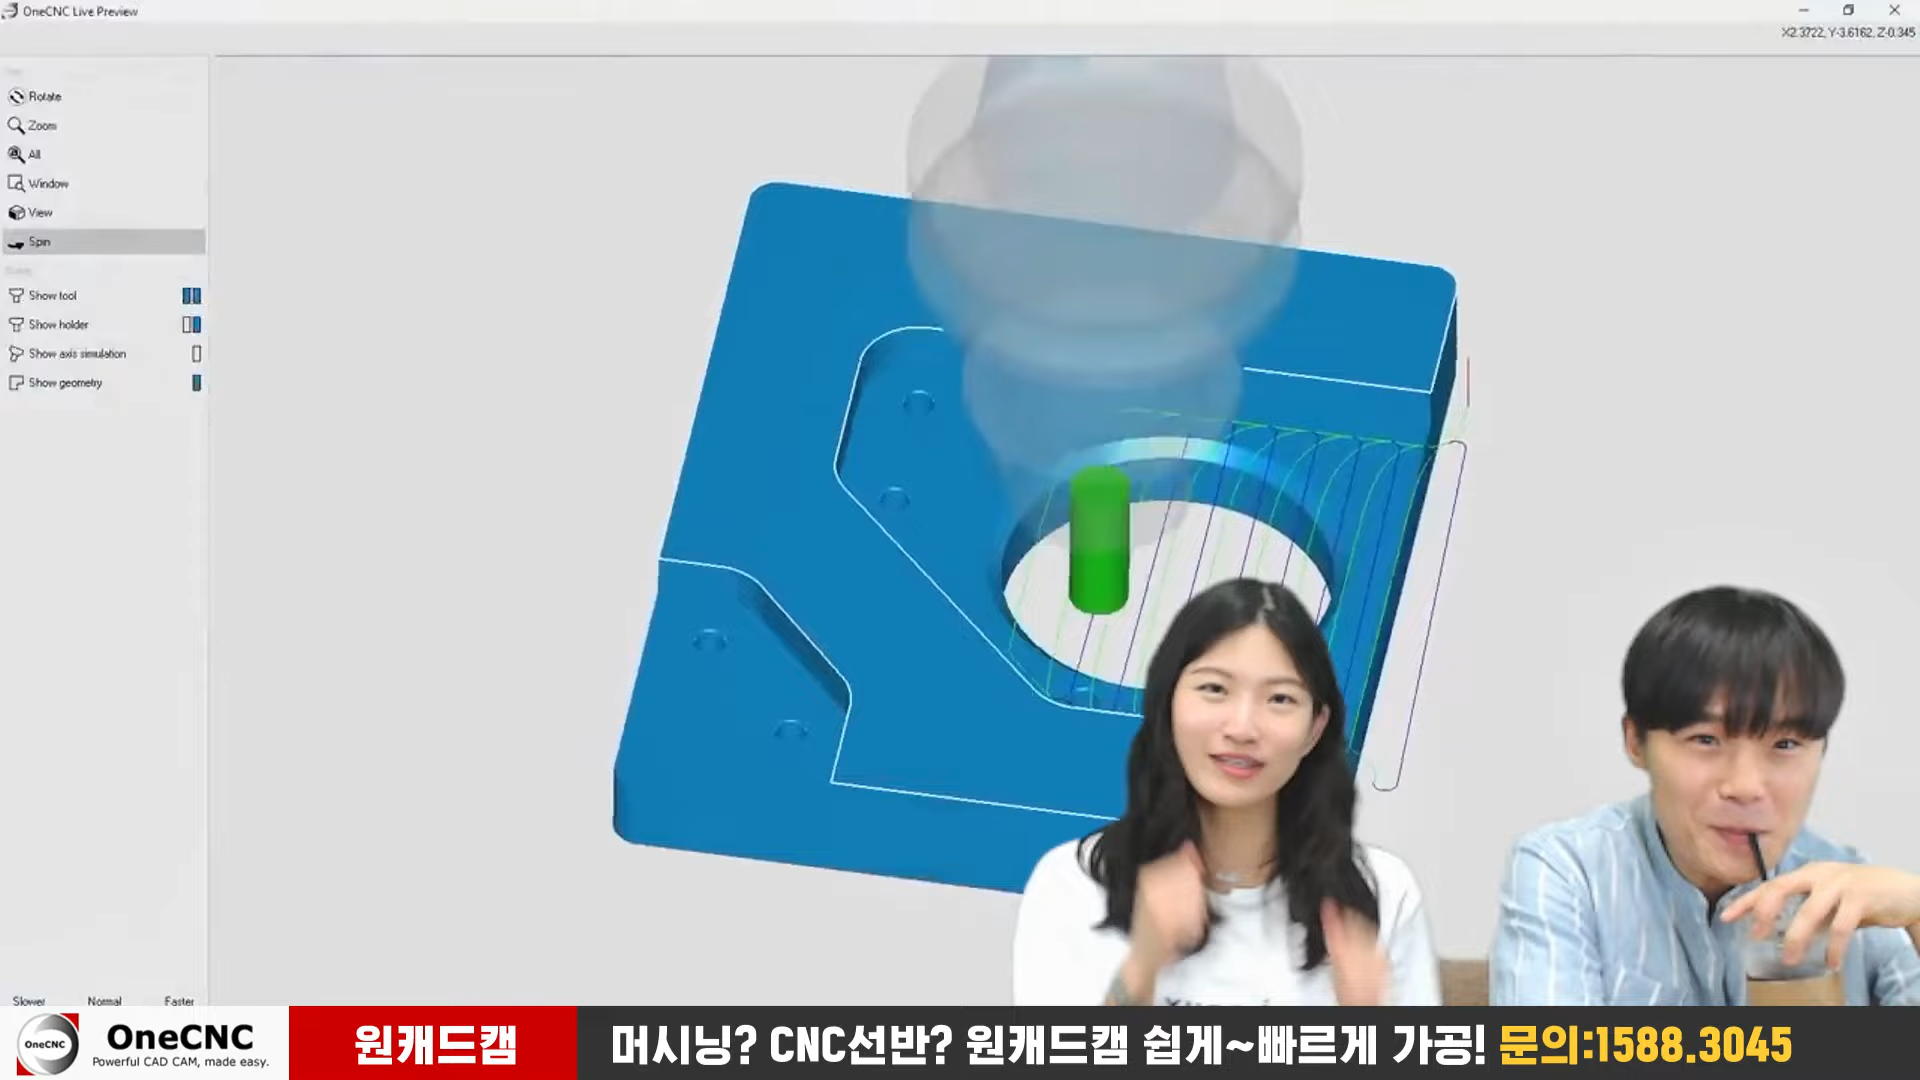 OneCNC Live Preview
X2.3722, Y-3.6162, Z-0.345
Rotate
Zoom
All
Window
View
Spin
Show tool
Show holder
Show axis simulation
Show geometry
Slower Normal Faster
OneCNC
OneCNC
Powerful CAD CAM, made easy.
원캐드캠
머시닝? CNC선반? 원캐드캠 쉽게~빠르게 가공! 문의:1588.3045